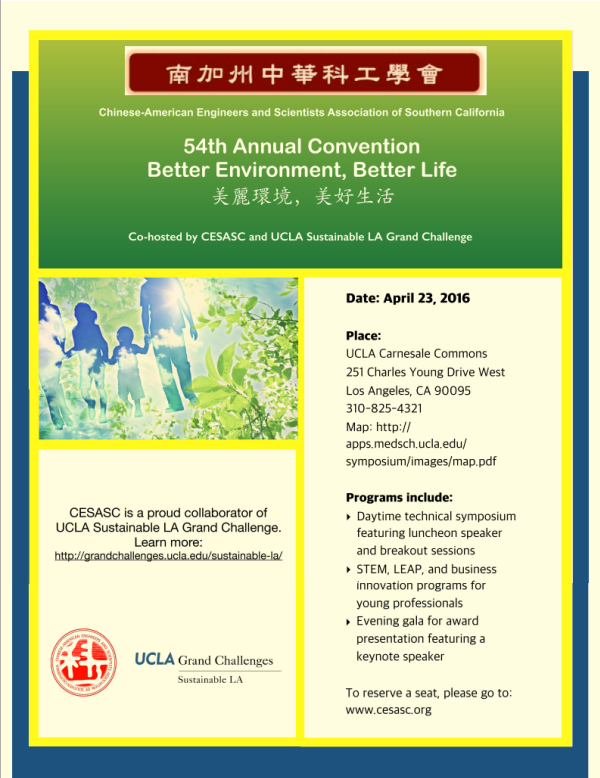 南加州中華科工學會
Chinese-American Engineers and Scientists Association of Southern California
54th Annual Convention
Better Environment, Better Life
美麗環境，美好生活
Co-hosted by CESASC and UCLA Sustainable LA Grand Challenge
CESASC is a proud collaborator of
UCLA Sustainable LA Grand Challenge.
Learn more:
http://grandchallenges.ucla.edu/sustainable-la/
UCLA Grand Challenges
Sustainable LA
Date: April 23, 2016
Place:
UCLA Carnesale Commons
251 Charles Young Drive West
Los Angeles, CA 90095
310-825-4321
Map: http://
apps.medsch.ucla.edu/
symposium/images/map.pdf
Programs include:
Daytime technical symposium
featuring luncheon speaker
and breakout sessions
STEM, LEAP, and business
innovation programs for
young professionals
Evening gala for award
presentation featuring a
keynote speaker
To reserve a seat, please go to:
www.cesasc.org